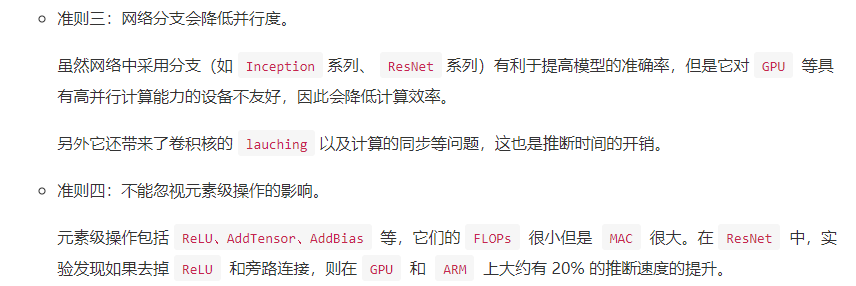 准则三：网络分支会降低并行度。
虽然网络中采用分支（如 Inception 系列、 ResNet 系列）有利于提高模型的准确率，但是它对 GPU 等具
有高并行计算能力的设备不友好，因此会降低计算效率。
另外它还带来了卷积核的 lauching 以及计算的同步等问题，这也是推断时间的开销。
准则四：不能忽视元素级操作的影响。
元素级操作包括 ReLU、AddTensor、AddBias 等，它们的 FLOPs 很小但是 MAC 很大。在 ResNet 中，实
验发现如果去掉 ReLU 和旁路连接，则在 GPU 和 ARM 上大约有 20% 的推断速度的提升。